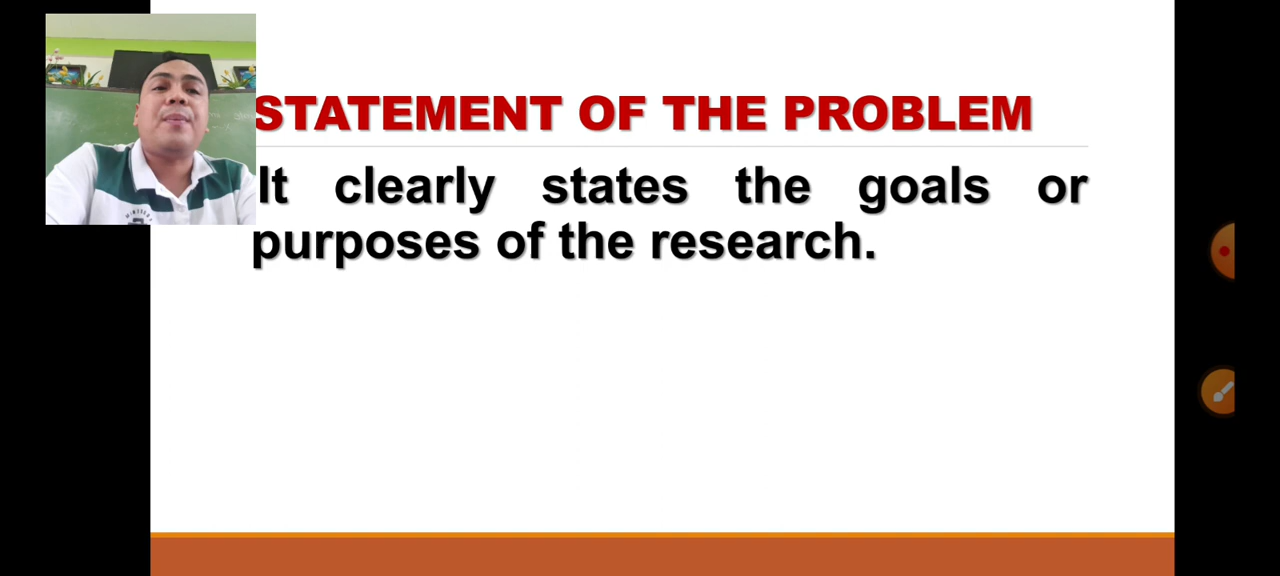 STATEMENT OF THE PROBLEM
It clearly states the goals or
purposes of the research.